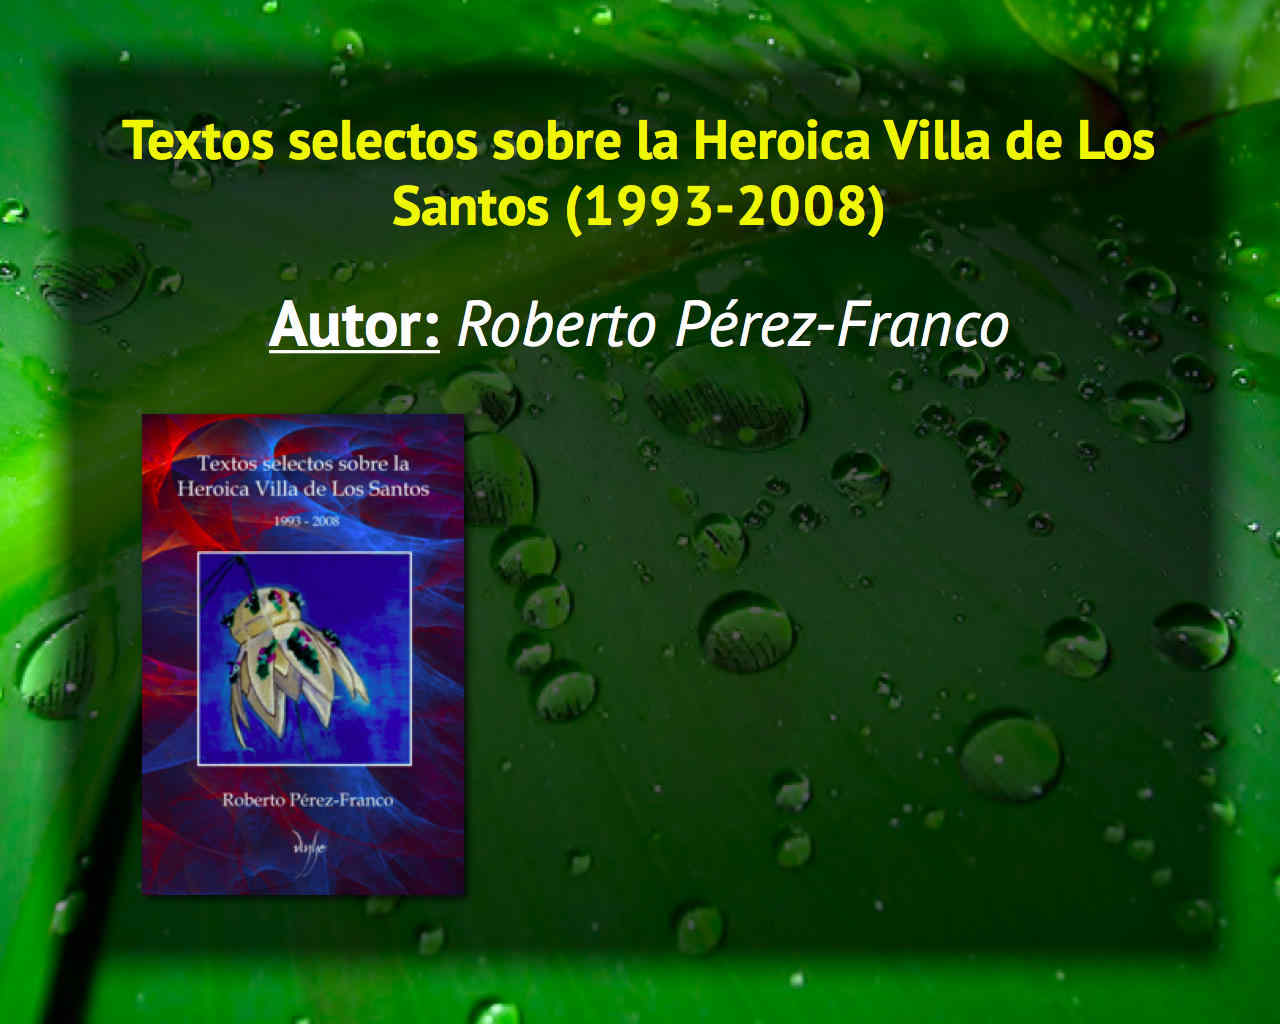 Textos selectos sobre la Heroica Villa de Los
Santos (1993-2008)
Autor: Roberto Pérez-Franco
Textos selectos sobre la
Heroica Villa de Los Santos
1993 - 2008
Roberto Pérez-Franco